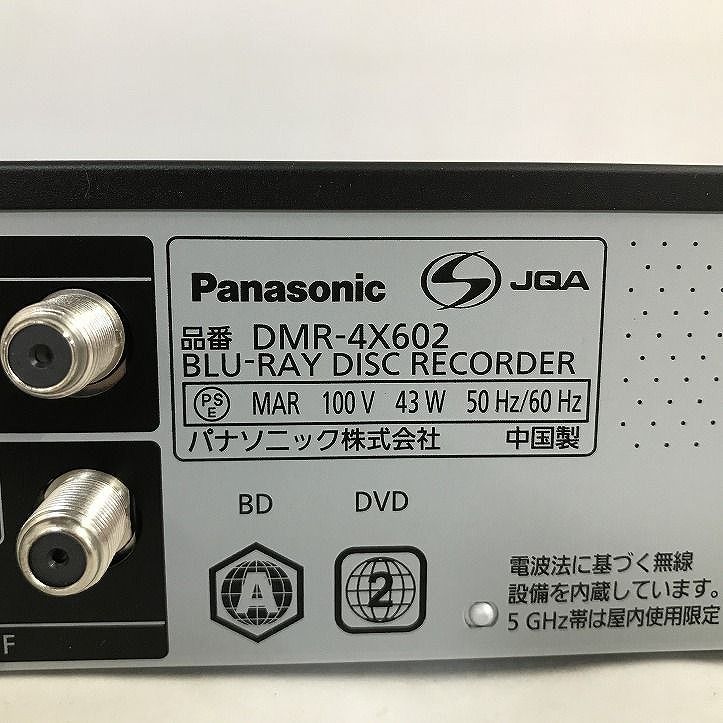 Panasonic JQA
品番 DMR-4X602
BLU-RAY DISC RECORDER
PSE MAR 100 V 43 W 50 Hz/60 Hz
パナソニック株式会社 中国製
BD DVD
A 2
電波法に基づく無線
設備を内蔵しています。
5 GHz帯は屋内使用限定
F